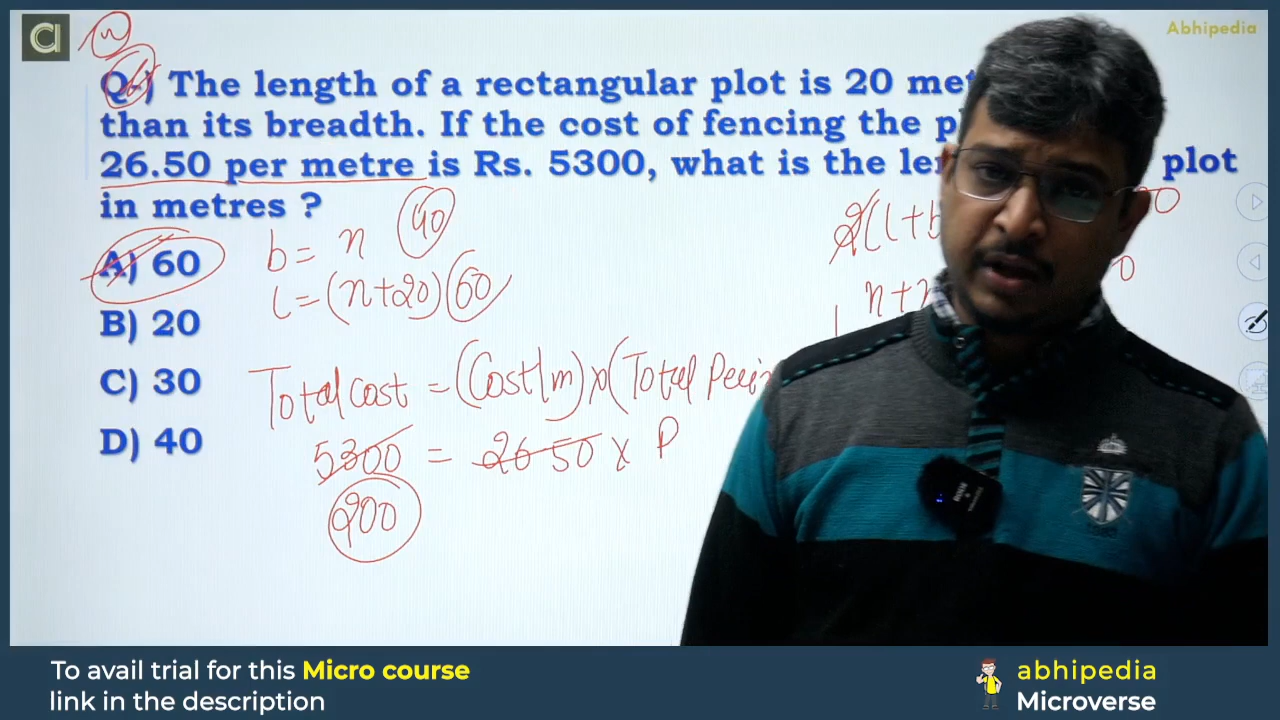 Abhipedia
Q6) The length of a rectangular plot is 20
than its breadth. If the cost of fencing the
26.50 per metre is Rs. 5300, what is the plot
in metres ?
A) 60
B) 20
C) 30
D) 40
b = n 40
l = (n+20) 60
2(l+b
n+n
Total cost = (Cost/m) x (Total
5300 = 26 50 x P
200
To avail trial for this Micro course
link in the description
abhipedia
Microverse